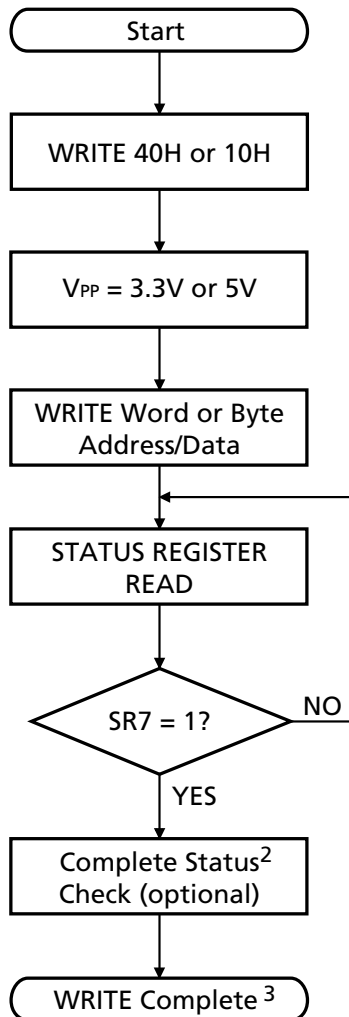 Start
WRITE 40H or 10H
VPP = 3.3V or 5V
WRITE Word or Byte
Address/Data
STATUS REGISTER
READ
SR7 = 1?
NO
YES
Complete Status2
Check (optional)
WRITE Complete 3